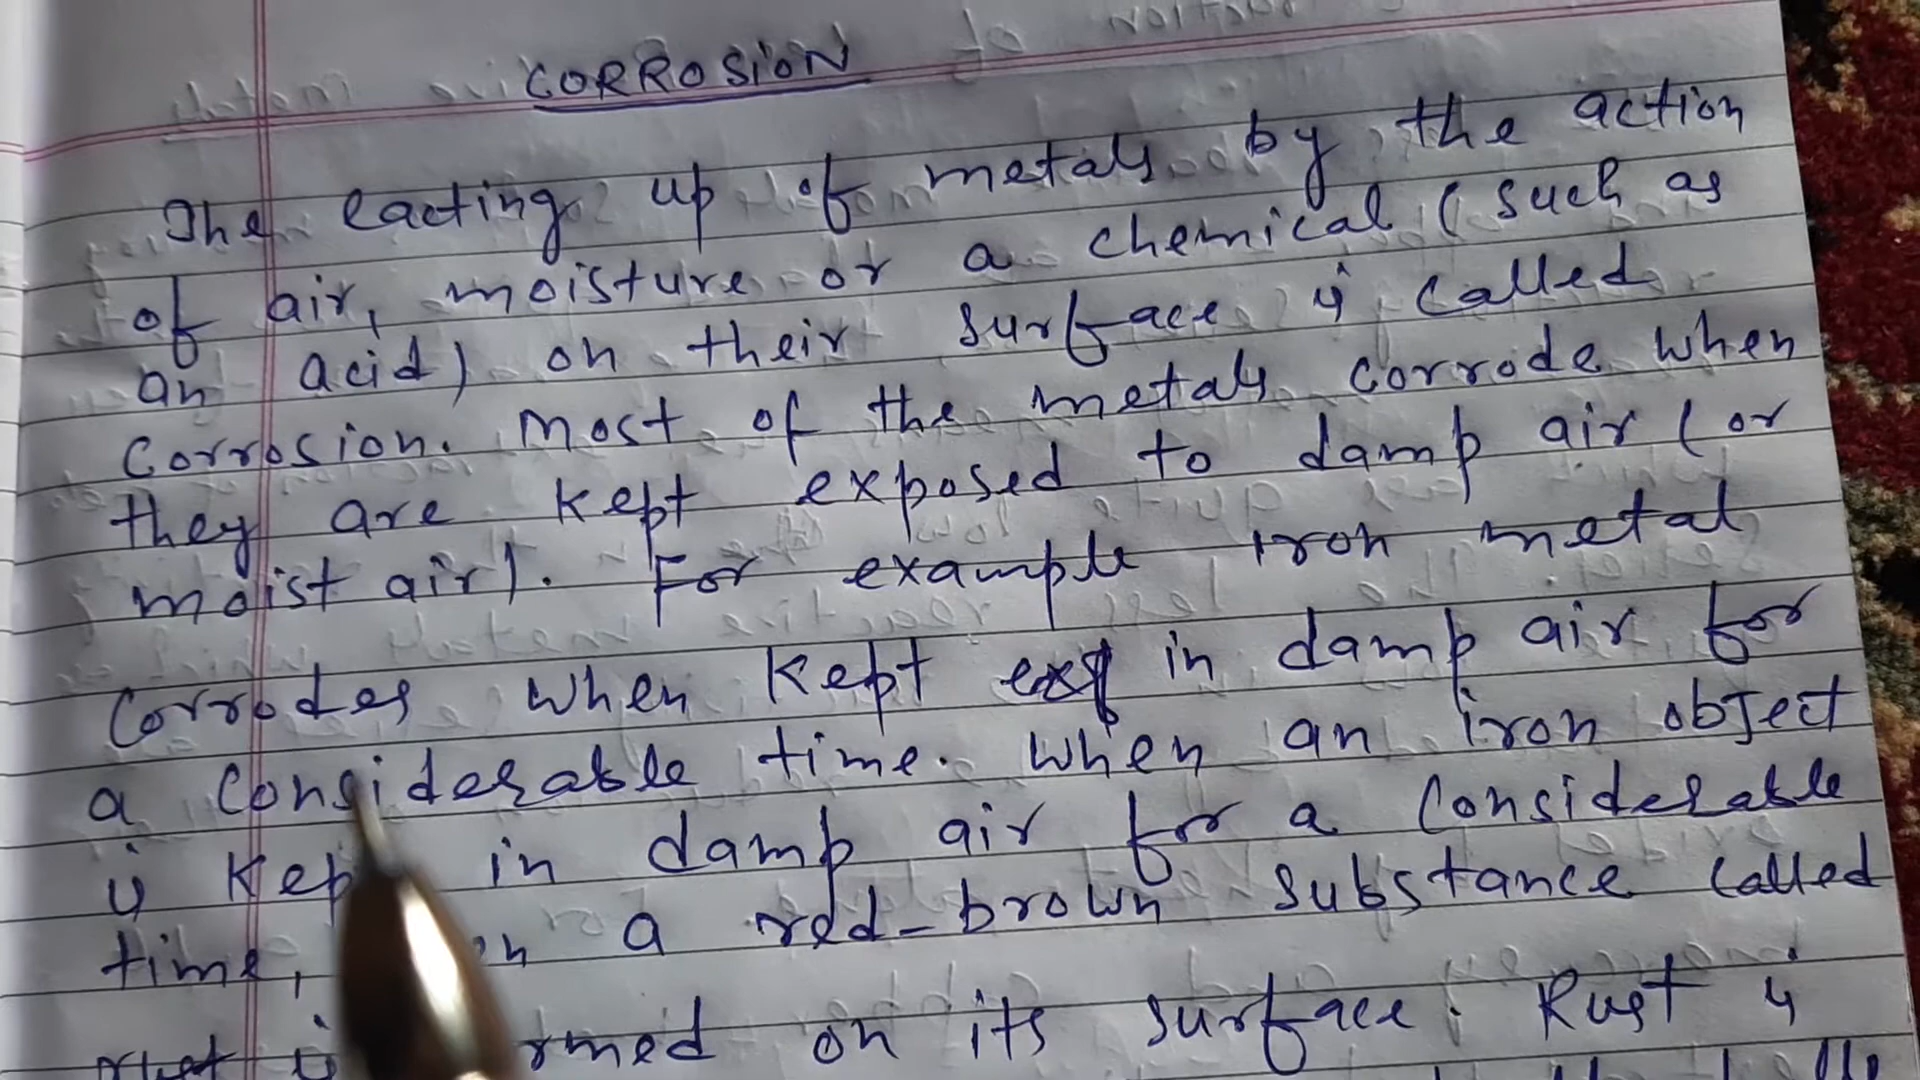 CORROSION
The eacting up of metals by the action
of air, moisture or a chemical (such as
an acid) on their surface is called
corrosion. Most of the metals corrode when
they are kept exposed to damp air (or
moist air). For example iron metal
corrodes when kept in damp air for
a considerable time. When an iron object
is kept in damp air for a considerable
time, a red-brown substance called
on its surface. Rust is